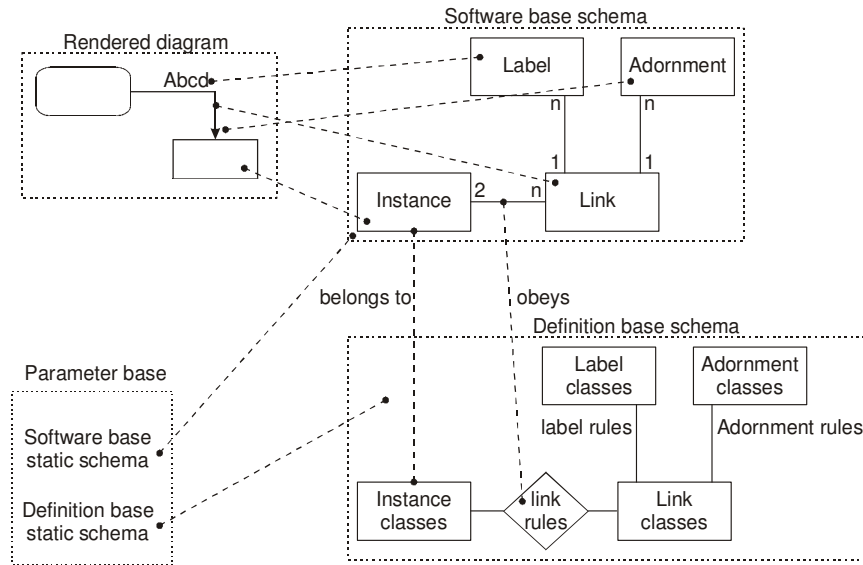 Software base schema
Rendered diagram
Abcd
Label
Adornment
n
n
1
1
Instance
2
n
Link
belongs to
obeys
Definition base schema
Parameter base
Label
classes
Adornment
classes
label rules
Adornment rules
Software base
static schema
Definition base
static schema
Instance
classes
link
rules
Link
classes